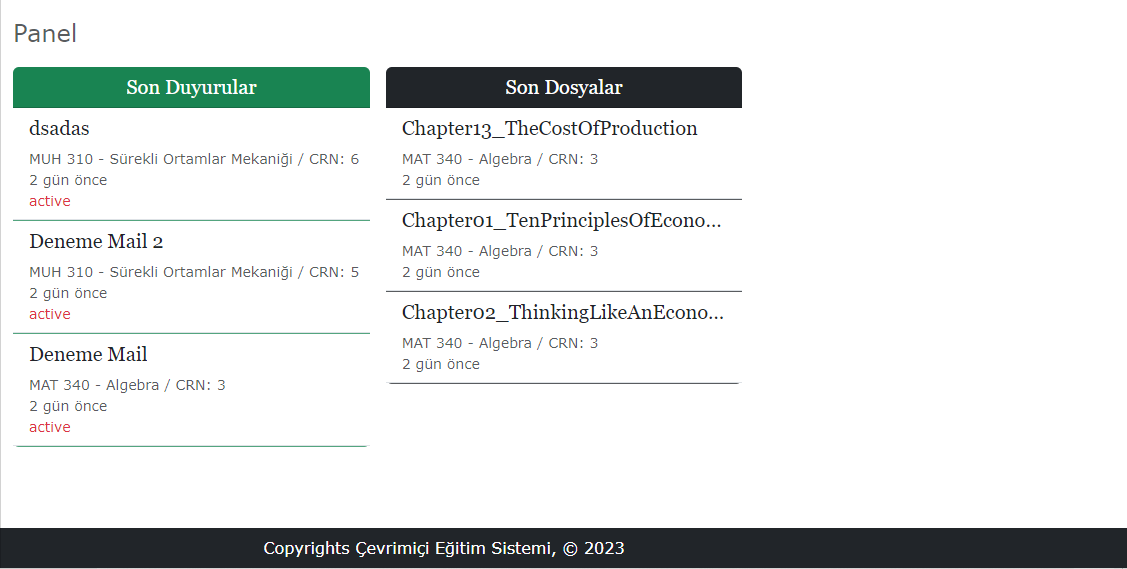 Panel
Son Duyurular
dsadas
MUH 310 - Sürekli Ortamlar Mekaniği / CRN: 6
2 gün önce
active
Deneme Mail 2
MUH 310 - Sürekli Ortamlar Mekaniği / CRN: 5
2 gün önce
active
Deneme Mail
MAT 340 - Algebra / CRN: 3
2 gün önce
active
Son Dosyalar
Chapter13_TheCostOfProduction
MAT 340 - Algebra / CRN: 3
2 gün önce
Chapter01_TenPrinciplesOfEcono...
MAT 340 - Algebra / CRN: 3
2 gün önce
Chapter02_ThinkingLikeAnEcono...
MAT 340 - Algebra / CRN: 3
2 gün önce
Copyrights Çevrimiçi Eğitim Sistemi, © 2023